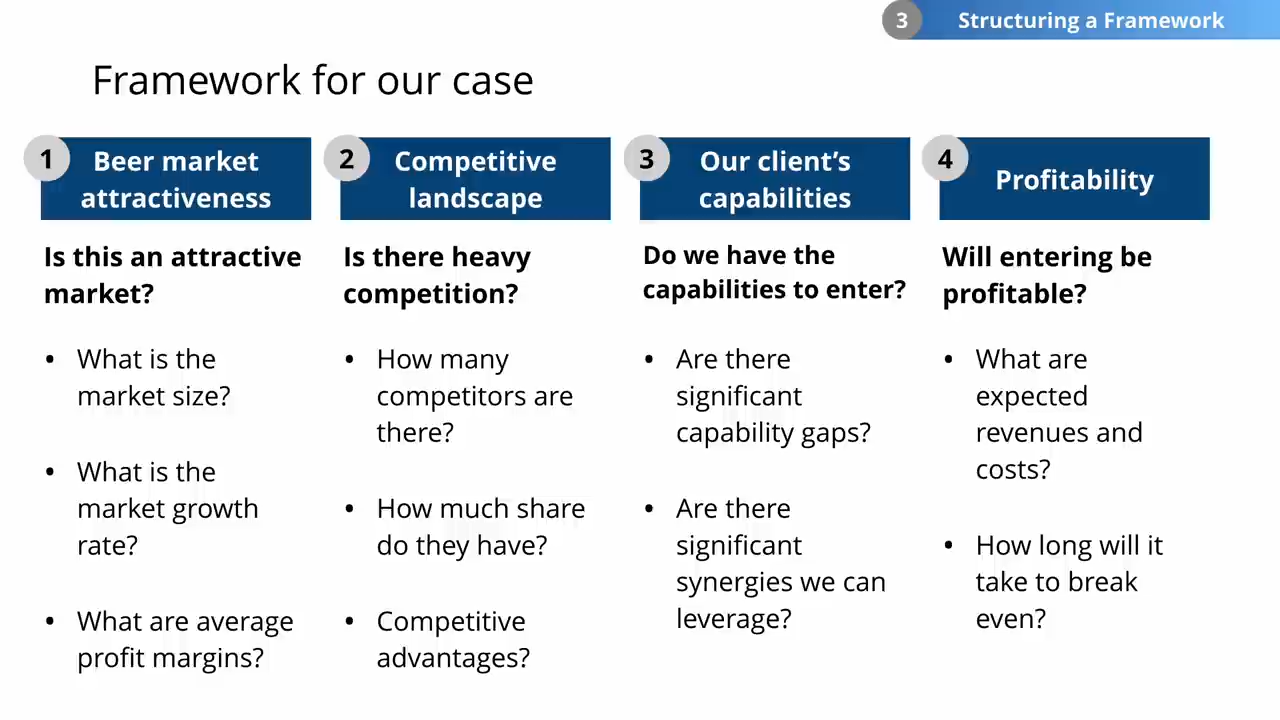 3 Structuring a Framework
Framework for our case
1 Beer market
attractiveness
Is this an attractive
market?
• What is the
market size?
• What is the
market growth
rate?
• What are average
profit margins?
2 Competitive
landscape
Is there heavy
competition?
• How many
competitors are
there?
• How much share
do they have?
• Competitive
advantages?
3 Our client’s
capabilities
Do we have the
capabilities to enter?
• Are there
significant
capability gaps?
• Are there
significant
synergies we can
leverage?
4 Profitability
Will entering be
profitable?
• What are
expected
revenues and
costs?
• How long will it
take to break
even?